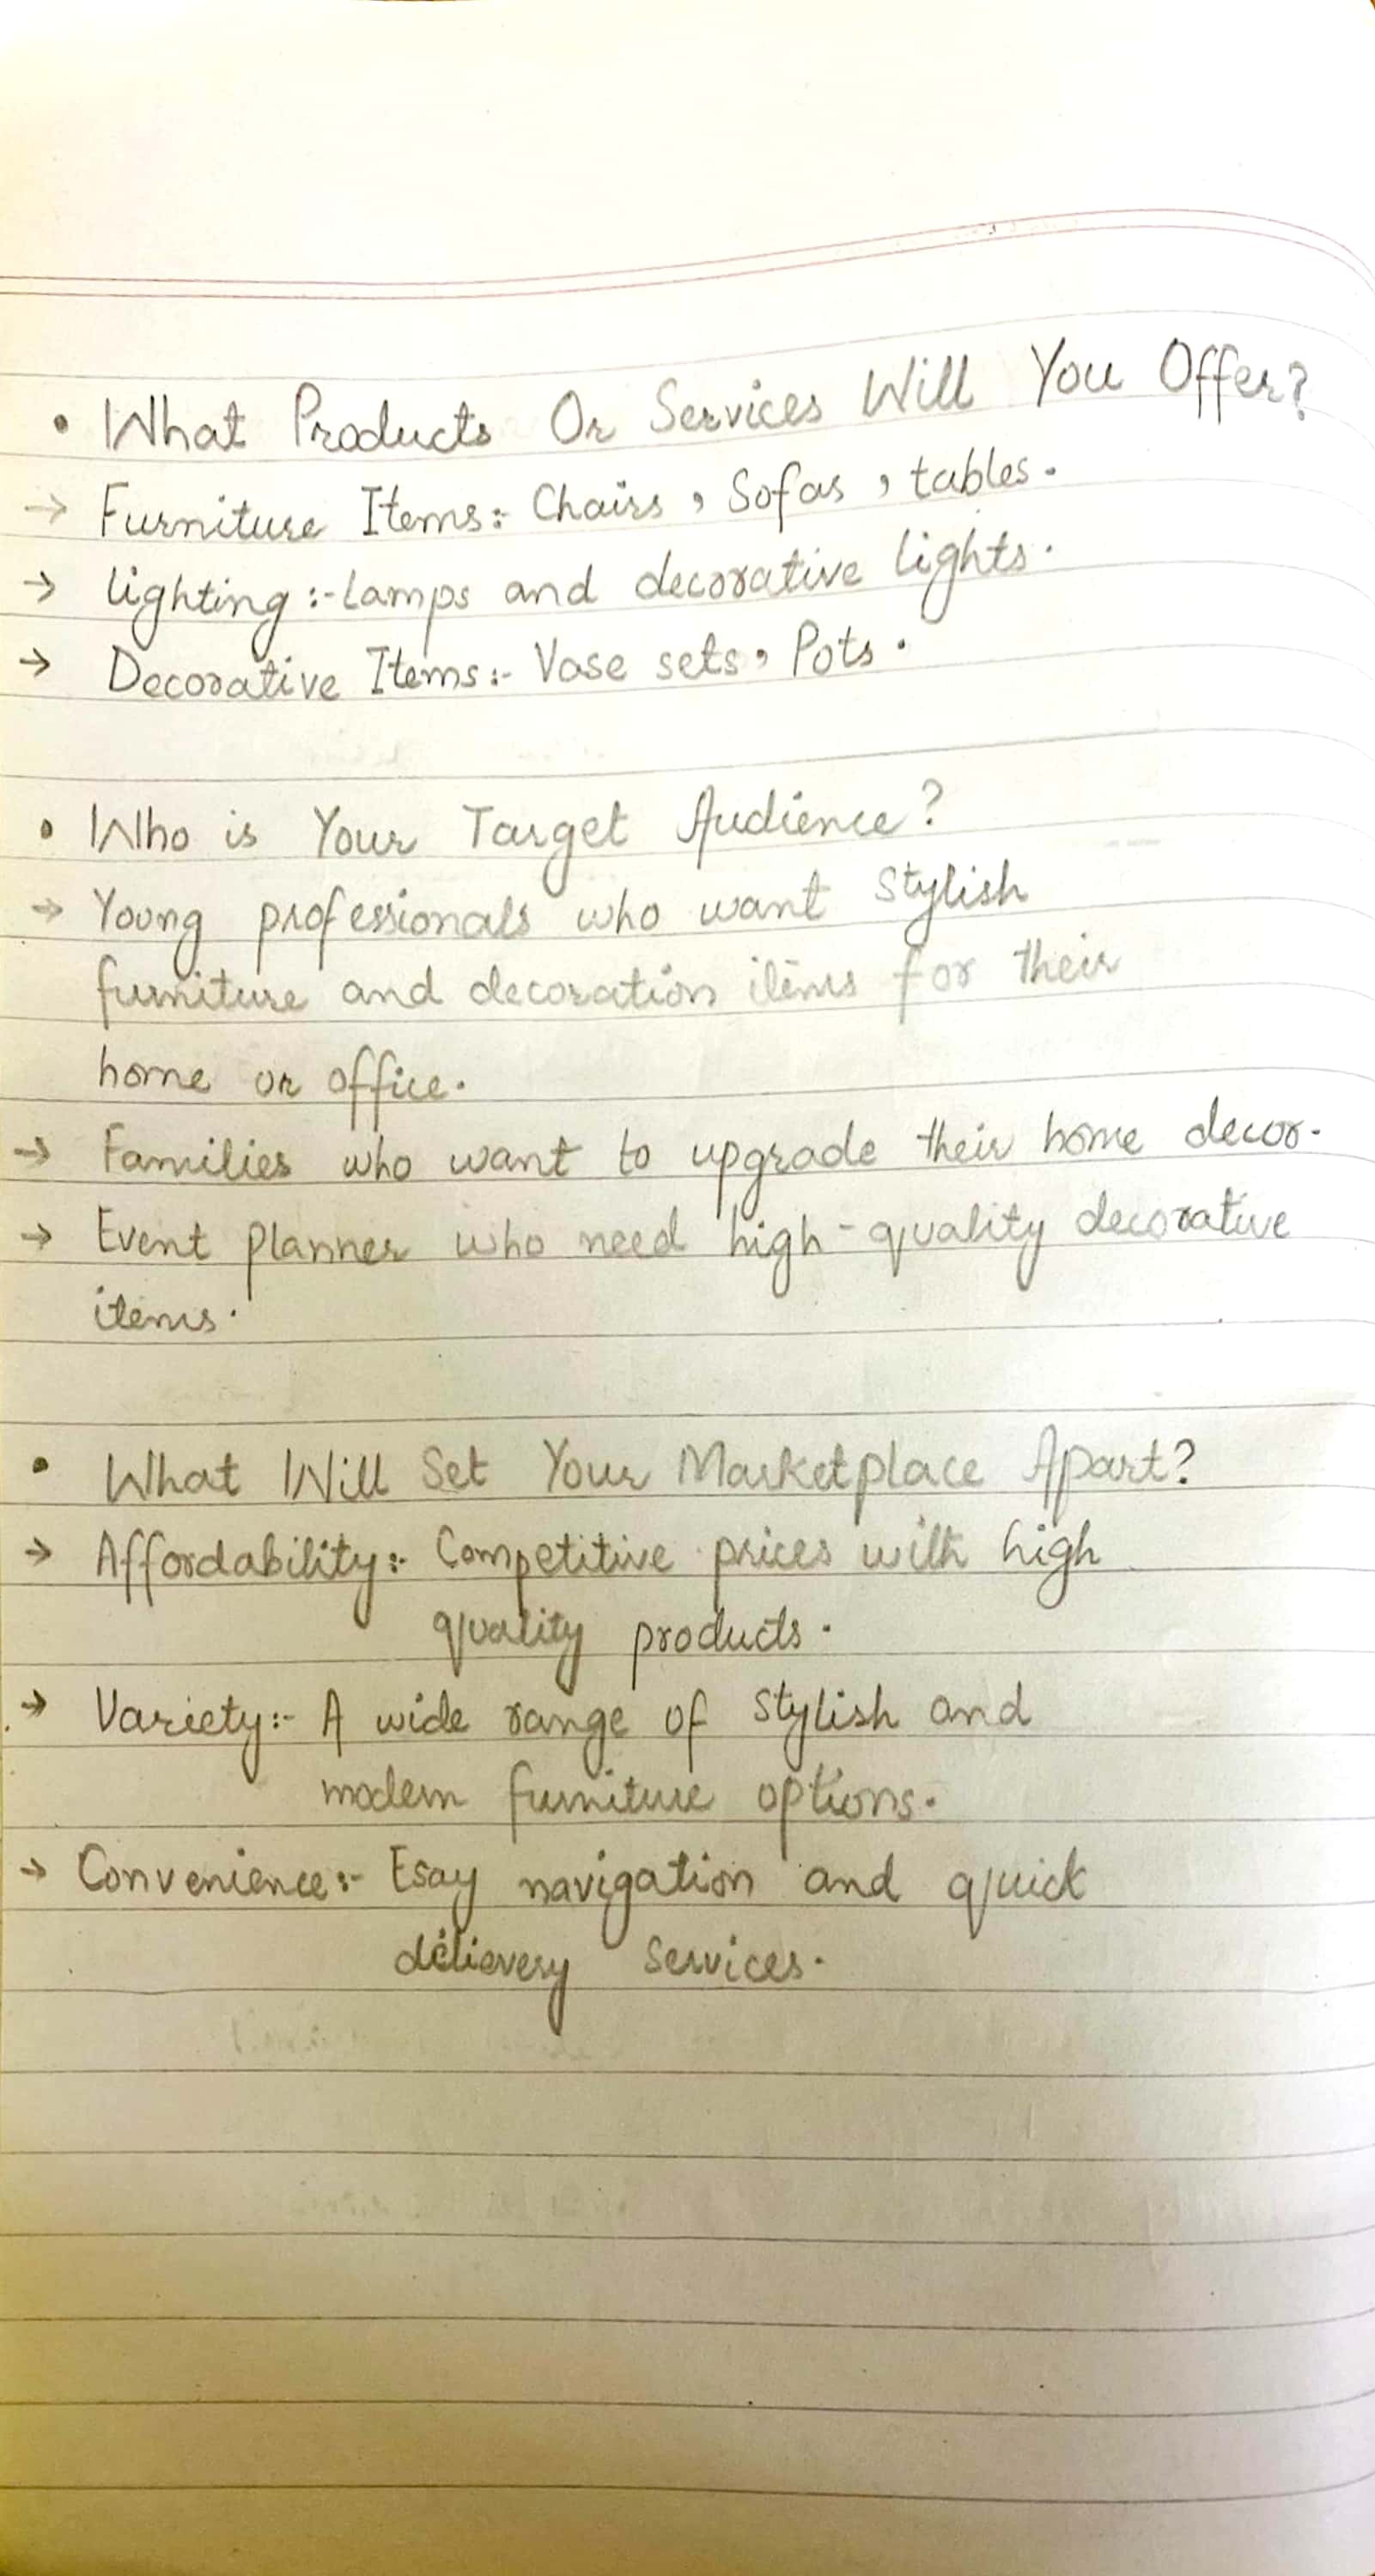 • What Products Or Services Will You Offer?
→ Furniture Items:- Chairs, Sofas, tables.
→ lighting:- lamps and decorative lights.
→ Decorative Items:- Vase sets, Pots.
• Who is Your Target Audience?
→ Young professionals who want stylish
furniture and decoration items for their
home or office.
→ Families who want to upgrade their home decor.
→ Event planner who need high-quality decorative
items.
• What Will Set Your Marketplace Apart?
→ Affordability:- Competitive prices with high
quality products.
→ Variety:- A wide range of stylish and
modern furniture options.
→ Convenience:- Esay navigation and quick
delievery services.